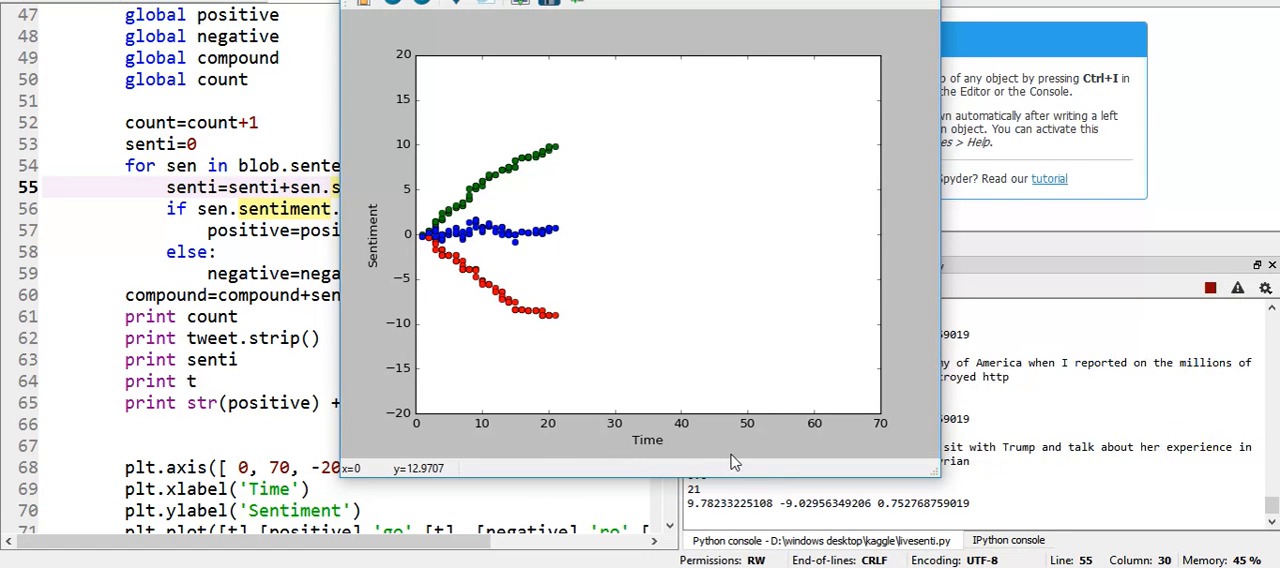 47 global positive
48 global negative
49 global compound
50 global count
51
52 count=count+1
53 senti=0
54 for sen in blob.sente
55 senti=senti+sen.s
56 if sen.sentiment.
57 positive=posi
58 else:
59 negative=nega
60 compound=compound+sen
61 print count
62 print tweet.strip()
63 print senti
64 print t
65 print str(positive) +
66
67
68 plt.axis([ 0, 70, -20
69 plt.xlabel('Time')
70 plt.ylabel('Sentiment')
71 plt.plot([t],[positive],'go',[t],[negative],'ro',[
20
15
10
5
0
−5
−10
−15
−20
Sentiment
0 10 20 30 40 50 60 70
Time
x=0 y=12.9707
p of any object by pressing Ctrl+I in
the Editor or the Console.
wn automatically after writing a left
n object. You can activate this
es > Help.
Spyder? Read our tutorial
y
59019
ny of America when I reported on the millions of
troyed http
59019
sit with Trump and talk about her experience in
yrian
21
9.78233225108 -9.02956349206 0.752768759019
Python console - D:\windows desktop\kaggle\livesenti.py IPython console
Permissions: RW End-of-lines: CRLF Encoding: UTF-8 Line: 55 Column: 30 Memory: 45 %